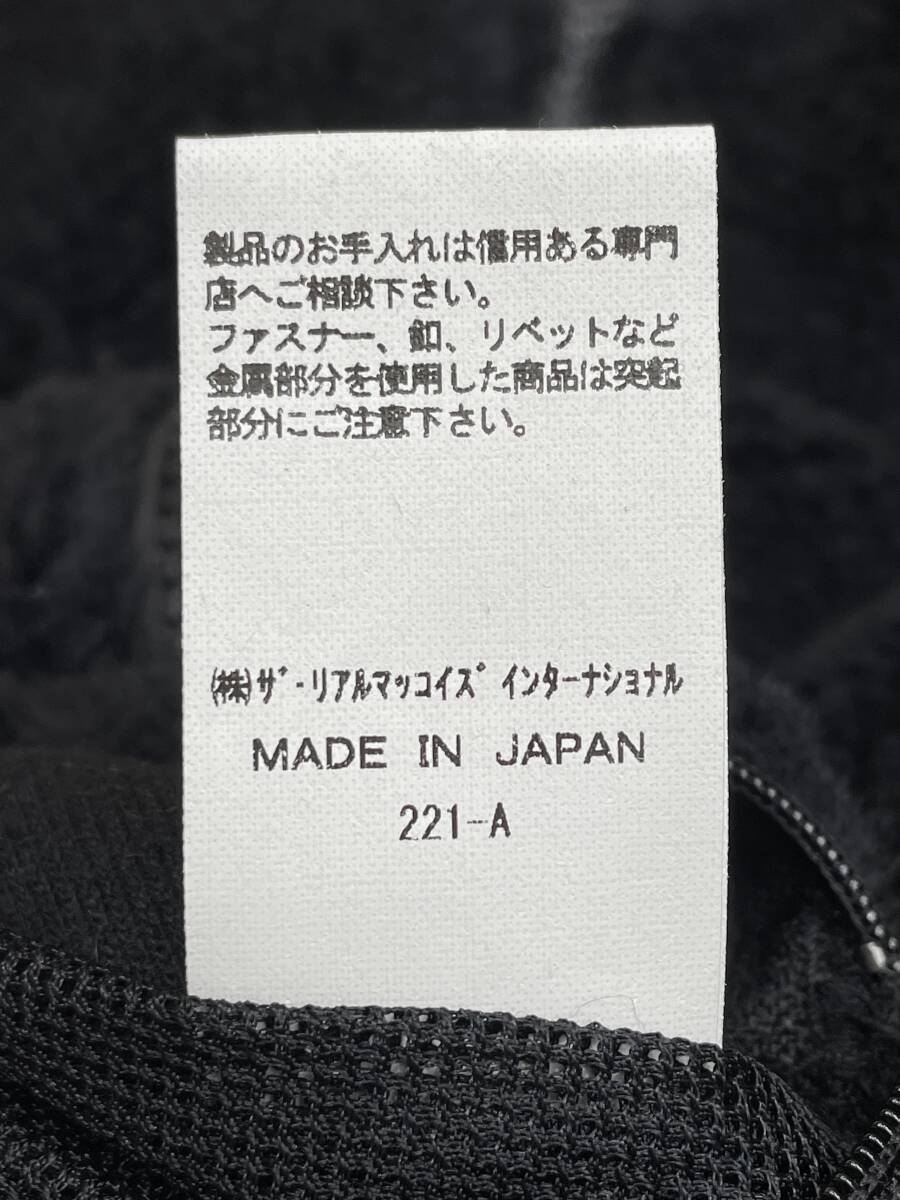 製品のお手入れは信用ある専門
店へご相談下さい。
ファスナー、釦、リベットなど
金属部分を使用した商品は突起
部分にご注意下さい。
㈱ザ・リアルマッコイズ インターナショナル
MADE IN JAPAN
221-A